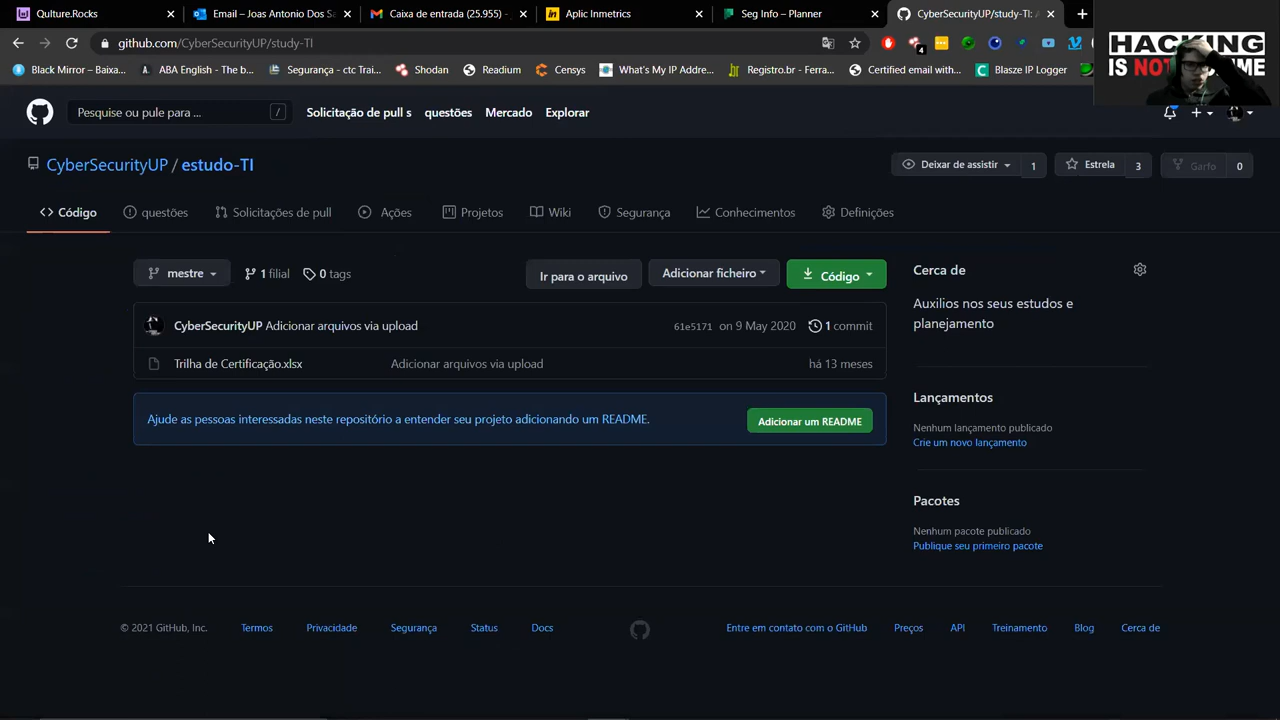 Qulture.Rocks
Email – Joas Antonio Dos Sa
Caixa de entrada (25.955) -
Aplic Inmetrics
Seg Info – Planner
CyberSecurityUP/study-TI: A
github.com/CyberSecurityUP/study-TI
4
HACKING
IS NOT
ME
Black Mirror – Baixa...
ABA English - The b...
Segurança - ctc Trai...
Shodan
Readium
Censys
What's My IP Addre...
Registro.br - Ferra...
Certified email with...
Blasze IP Logger
Pesquise ou pule para ...
/
Solicitação de pull s
questões
Mercado
Explorar
CyberSecurityUP / estudo-TI
Deixar de assistir
1
Estrela
3
Garfo
0
Código
questões
Solicitações de pull
Ações
Projetos
Wiki
Segurança
Conhecimentos
Definições
mestre
1 filial
0 tags
Ir para o arquivo
Adicionar ficheiro
Código
Cerca de
Auxilios nos seus estudos e
planejamento
CyberSecurityUP Adicionar arquivos via upload
61e5171 on 9 May 2020
1 commit
Trilha de Certificação.xlsx
Adicionar arquivos via upload
há 13 meses
Ajude as pessoas interessadas neste repositório a entender seu projeto adicionando um README.
Adicionar um README
Lançamentos
Nenhum lançamento publicado
Crie um novo lançamento
Pacotes
Nenhum pacote publicado
Publique seu primeiro pacote
© 2021 GitHub, Inc.
Termos
Privacidade
Segurança
Status
Docs
Entre em contato com o GitHub
Preços
API
Treinamento
Blog
Cerca de